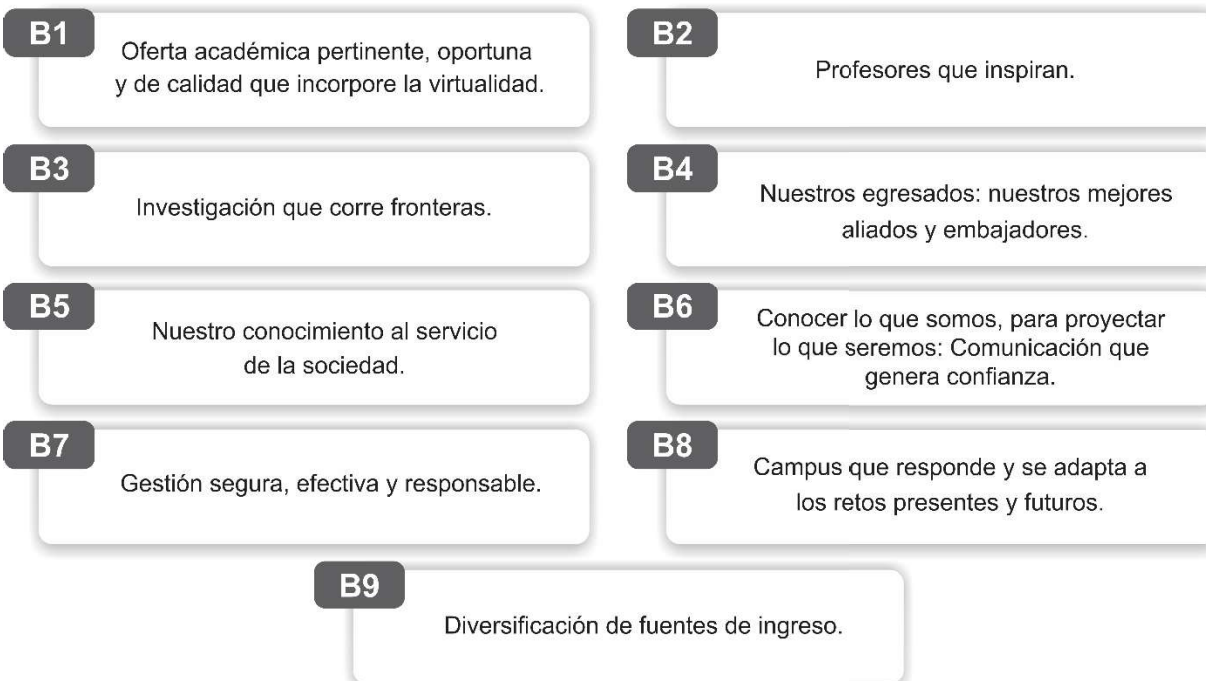 B1
Oferta académica pertinente, oportuna
y de calidad que incorpore la virtualidad.
B2
Profesores que inspiran.
B3
Investigación que corre fronteras.
B4
Nuestros egresados: nuestros mejores
aliados y embajadores.
B5
Nuestro conocimiento al servicio
de la sociedad.
B6
Conocer lo que somos, para proyectar
lo que seremos: Comunicación que
genera confianza.
B7
Gestión segura, efectiva y responsable.
B8
Campus que responde y se adapta a
los retos presentes y futuros.
B9
Diversificación de fuentes de ingreso.